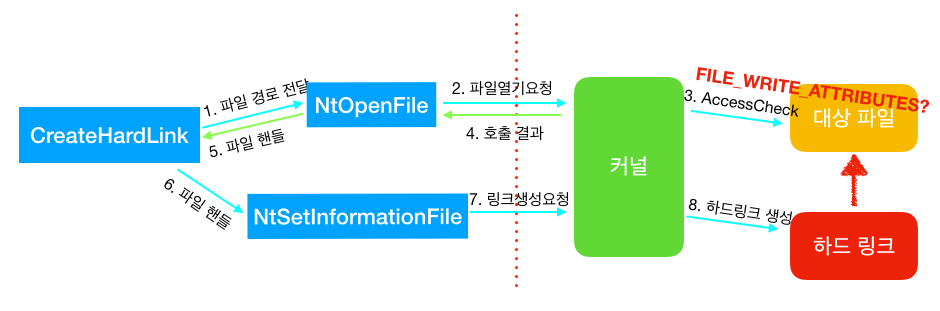 FILE_WRITE_ATTRIBUTES?
CreateHardLink
1. 파일 경로 전달
NtOpenFile
2. 파일열기요청
3. AccessCheck
대상 파일
4. 호출 결과
5. 파일 핸들
커널
6. 파일 핸들
NtSetInformationFile
7. 링크생성요청
8. 하드링크 생성
하드 링크